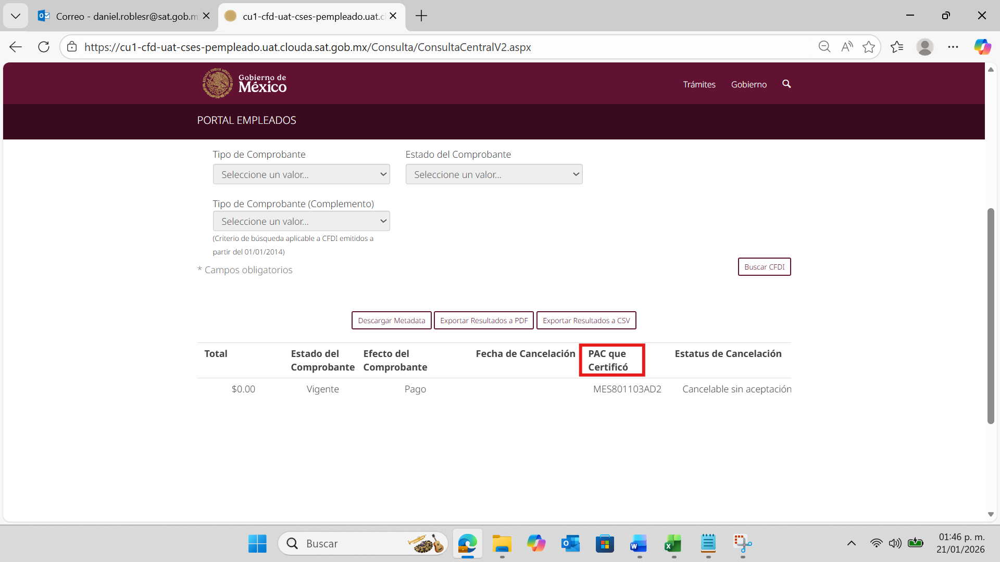 Correo - daniel.roblesr@sat.gob.m
cu1-cfd-uat-cses-pempleado.uat.cl
https://cu1-cfd-uat-cses-pempleado.uat.clouda.sat.gob.mx/Consulta/ConsultaCentralV2.aspx
Gobierno de
México
Trámites
Gobierno
PORTAL EMPLEADOS
Tipo de Comprobante
Estado del Comprobante
Seleccione un valor...
Seleccione un valor...
Tipo de Comprobante (Complemento)
Seleccione un valor...
(Criterio de búsqueda aplicable a CFDI emitidos a
partir del 01/01/2014)
* Campos obligatorios
Buscar CFDI
Descargar Metadata
Exportar Resultados a PDF
Exportar Resultados a CSV
Total
Estado del
Comprobante
Efecto del
Comprobante
Fecha de Cancelación
PAC que
Certificó
Estatus de Cancelación
$0.00
Vigente
Pago
MES801103AD2
Cancelable sin aceptación
Buscar
01:46 p. m.
21/01/2026